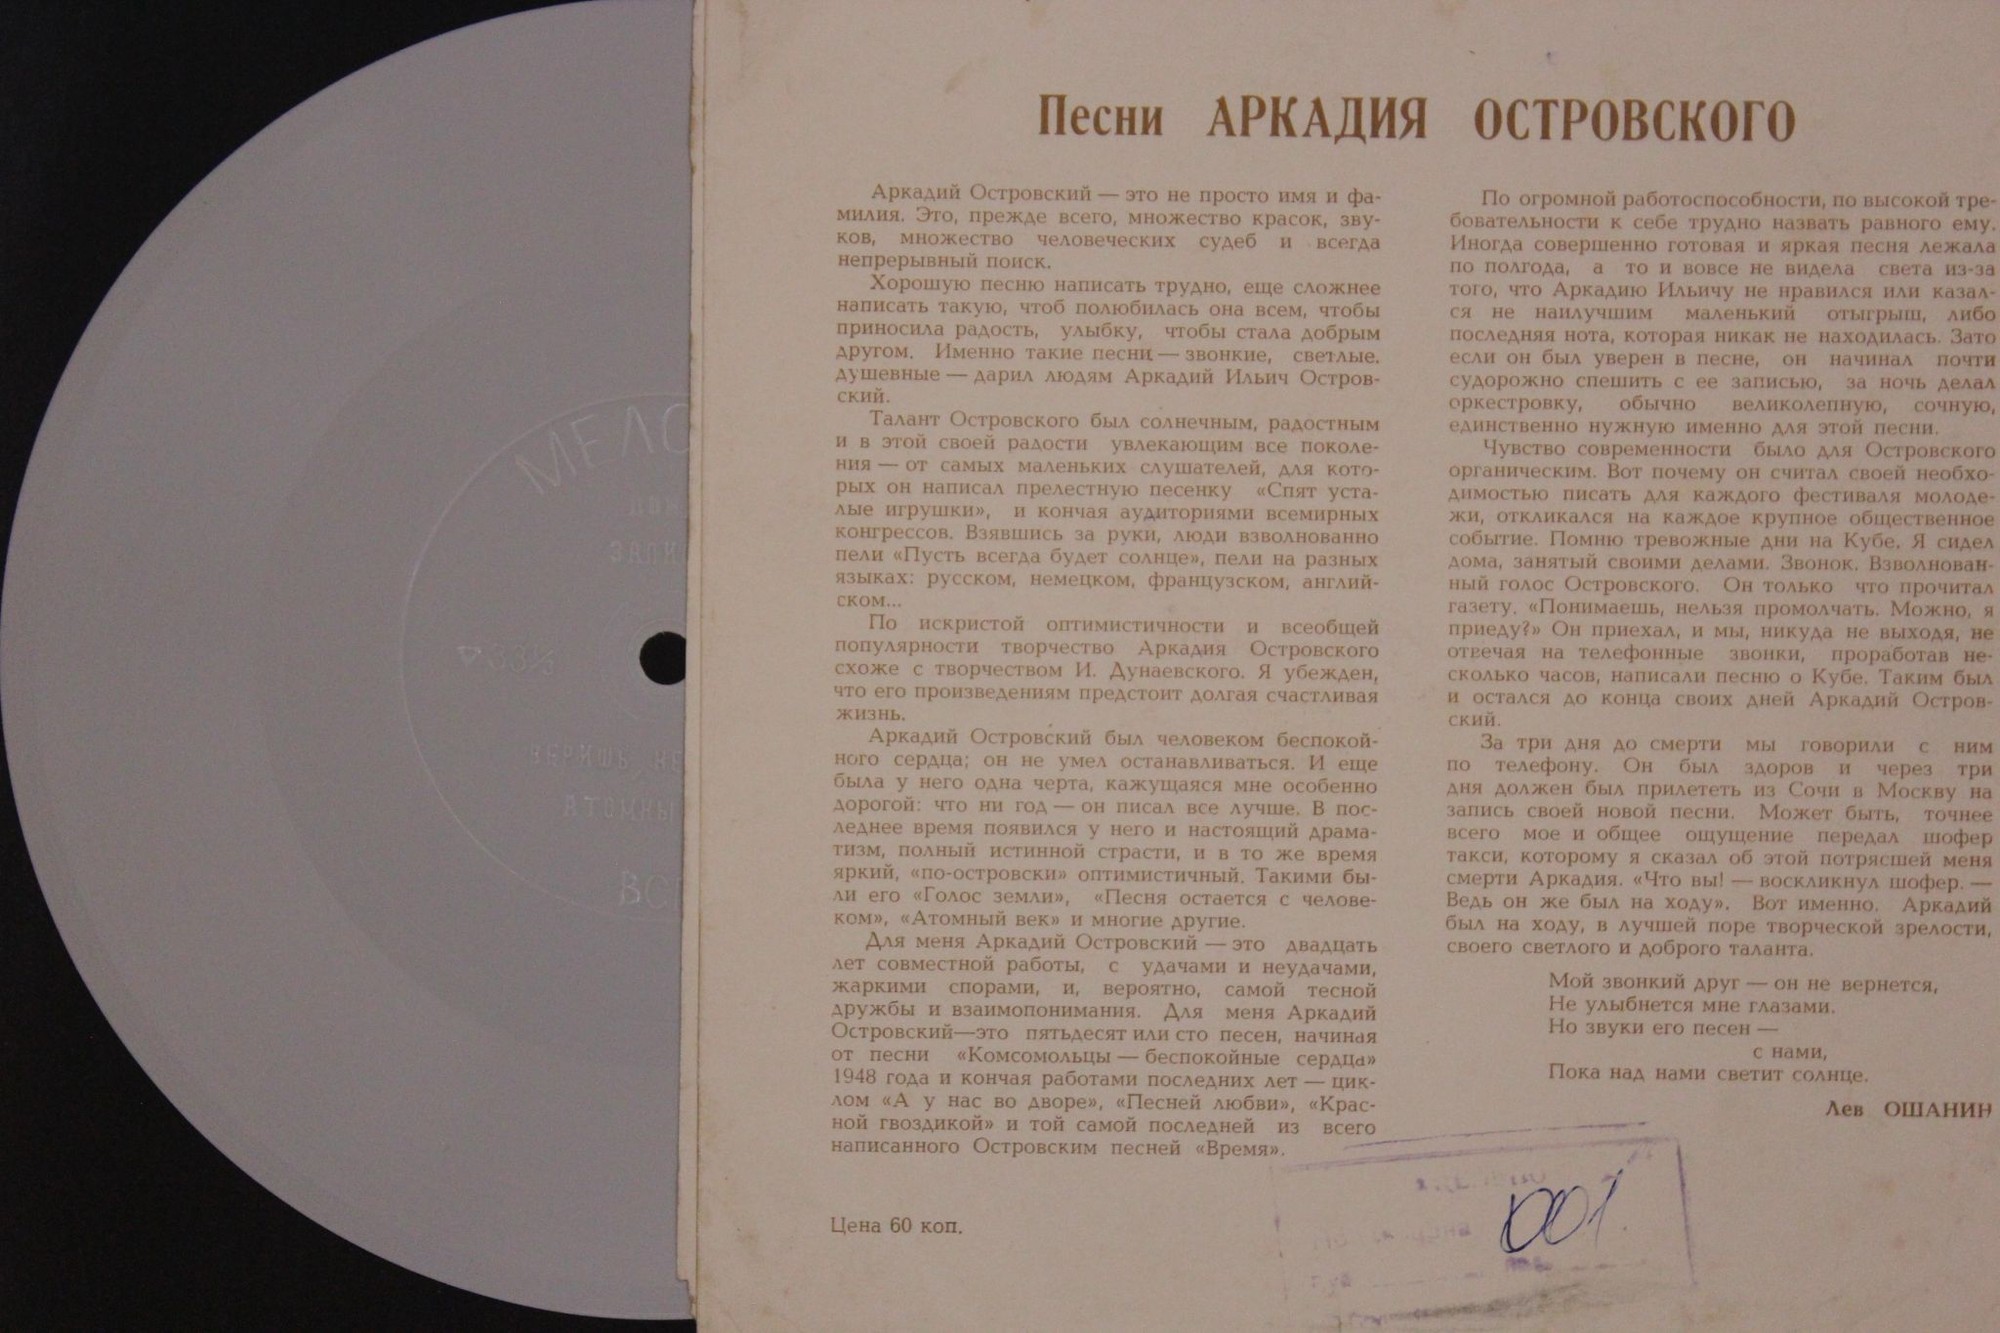 Песни АРКАДИЯ ОСТРОВСКОГО
Аркадий Островский — это не просто имя и фа-
милия. Это, прежде всего, множество красок, зву-
ков, множество человеческих судеб и всегда
непрерывный поиск.
Хорошую песню написать трудно, еще сложнее
написать такую, чтоб полюбилась она всем, чтобы
приносила радость, улыбку, чтобы стала добрым
другом. Именно такие песни — звонкие, светлые.
душевные — дарил людям Аркадий Ильич Остров-
ский.
Талант Островского был солнечным, радостным
и в этой своей радости увлекающим все поколе-
ния — от самых маленьких слушателей, для кото-
рых он написал прелестную песенку «Спят уста-
лые игрушки», и кончая аудиториями всемирных
конгрессов. Взявшись за руки, люди взволнованно
пели «Пусть всегда будет солнце», пели на разных
языках: русском, немецком, французском, англий-
ском...
По искристой оптимистичности и всеобщей
популярности творчество Аркадия Островского
схоже с творчеством И. Дунаевского. Я убежден,
что его произведениям предстоит долгая счастливая
жизнь.
Аркадий Островский был человеком беспокой-
ного сердца; он не умел останавливаться. И еще
была у него одна черта, кажущаяся мне особенно
дорогой: что ни год — он писал все лучше. В пос-
леднее время появился у него и настоящий драма-
тизм, полный истинной страсти, и в то же время
яркий, «по-островски» оптимистичный. Такими бы-
ли его «Голос земли», «Песня остается с челове-
ком», «Атомный век» и многие другие.
Для меня Аркадий Островский — это двадцать
лет совместной работы, с удачами и неудачами,
жаркими спорами, и, вероятно, самой тесной
дружбы и взаимопонимания. Для меня Аркадий
Островский—это пятьдесят или сто песен, начиная
от песни «Комсомольцы — беспокойные сердца»
1948 года и кончая работами последних лет — цик-
лом «А у нас во дворе», «Песней любви», «Крас-
ной гвоздикой» и той самой последней из всего
написанного Островским песней «Время».
Цена 60 коп.
По огромной работоспособности, по высокой тре-
бовательности к себе трудно назвать равного ему.
Иногда совершенно готовая и яркая песня лежала
по полгода, а то и вовсе не видела света из-за
того, что Аркадию Ильичу не нравился или казал-
ся не наилучшим маленький отыгрыш, либо
последняя нота, которая никак не находилась. Зато
если он был уверен в песне, он начинал почти
судорожно спешить с ее записью, за ночь делал
оркестровку, обычно великолепную, сочную,
единственно нужную именно для этой песни.
Чувство современности было для Островского
органическим. Вот почему он считал своей необхо-
димостью писать для каждого фестиваля молоде-
жи, откликался на каждое крупное общественное
событие. Помню тревожные дни на Кубе. Я сидел
дома, занятый своими делами. Звонок. Взволнован-
ный голос Островского. Он только что прочитал
газету. «Понимаешь, нельзя промолчать. Можно, я
приеду?» Он приехал, и мы, никуда не выходя, не
отвечая на телефонные звонки, проработав не-
сколько часов, написали песню о Кубе. Таким был
и остался до конца своих дней Аркадий Остров-
ский.
За три дня до смерти мы говорили с ним
по телефону. Он был здоров и через три
дня должен был прилететь из Сочи в Москву на
запись своей новой песни. Может быть, точнее
всего мое и общее ощущение передал шофер
такси, которому я сказал об этой потрясшей меня
смерти Аркадия. «Что вы! — воскликнул шофер. —
Ведь он же был на ходу». Вот именно. Аркадий
был на ходу, в лучшей поре творческой зрелости,
своего светлого и доброго таланта.
Мой звонкий друг — он не вернется,
Не улыбнется мне глазами.
Но звуки его песен —
с нами,
Пока над нами светит солнце.
Лев ОШАНИН
001
МЕЛО
ЗАПИ
33⅓
ВЕРИШЬ, НЕ
АТОМНЫ
ВС